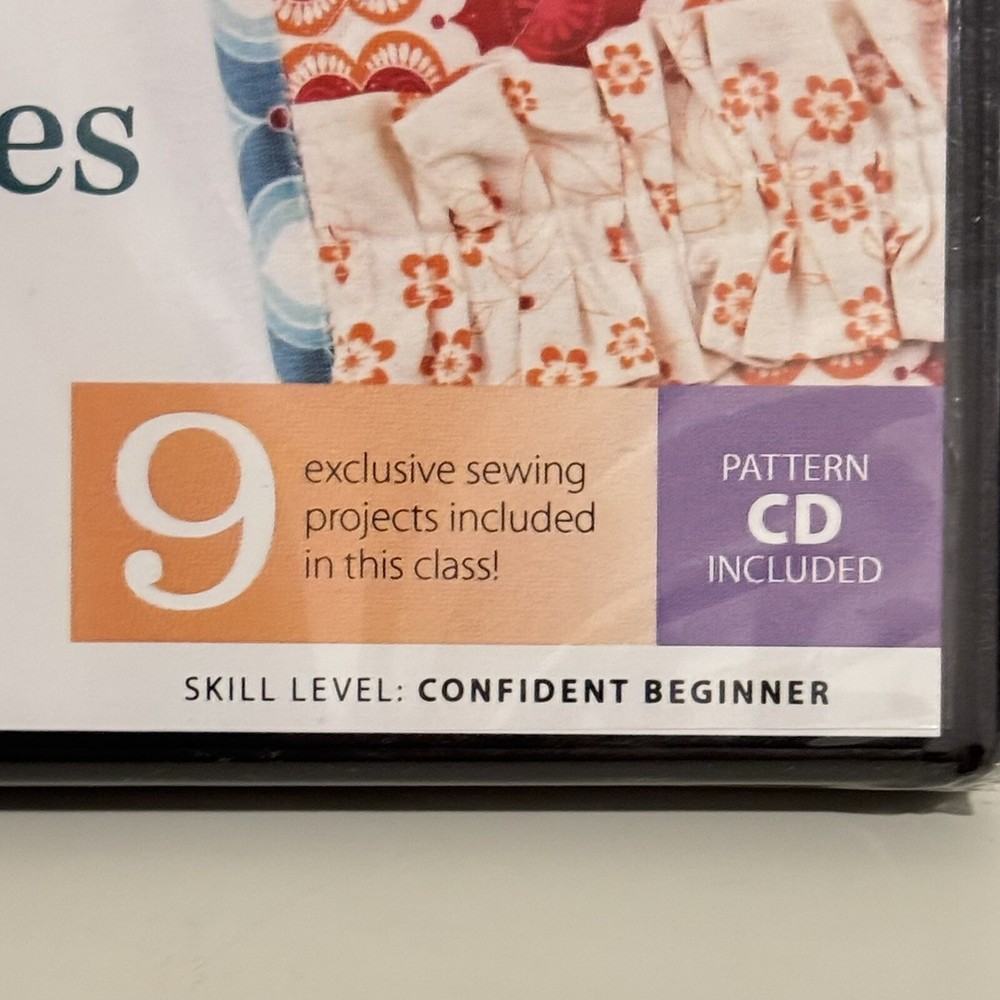 es
9
exclusive sewing
projects included
in this class!
PATTERN
CD
INCLUDED
SKILL LEVEL: CONFIDENT BEGINNER